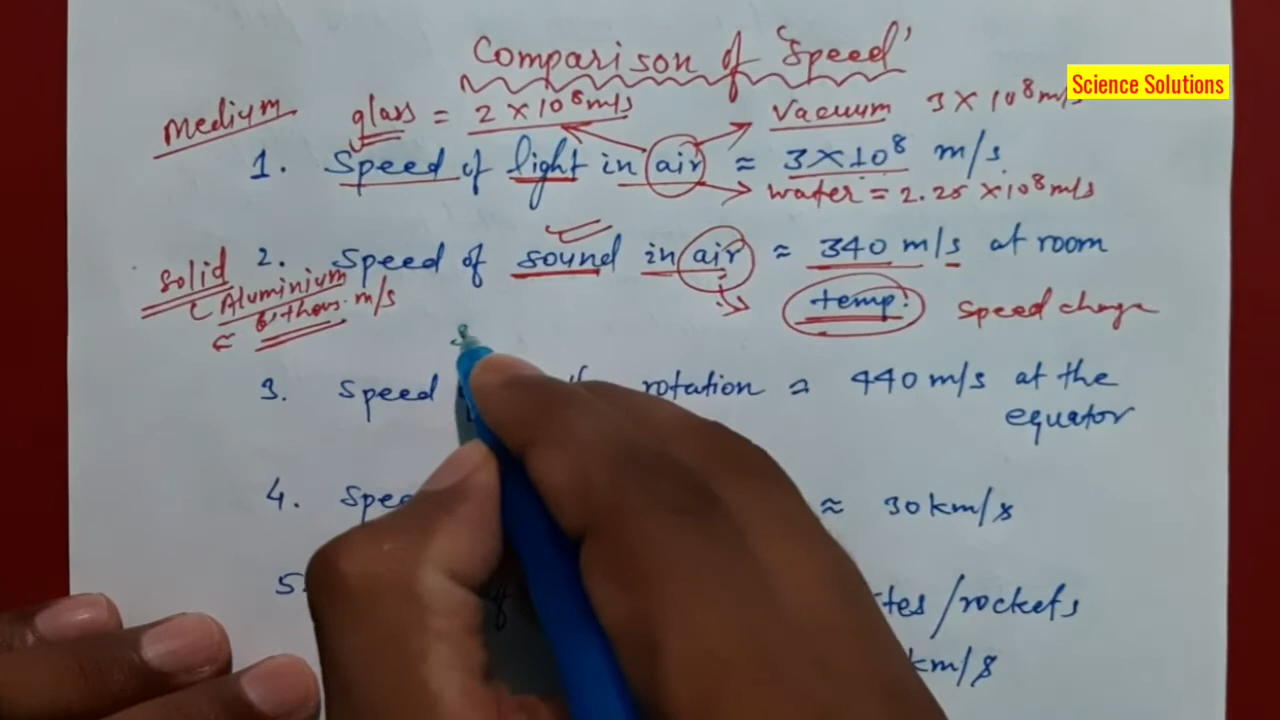 Comparison of 'Speed'
Science Solutions
Medium glass = 2 × 10⁸ m/s Vacuum 3 × 10⁸ m/s
1. Speed of light in air ≈ 3×10⁸ m/s
water = 2.25 × 10⁸ m/s
2. Speed of sound in air ≈ 340 m/s at room
temp. Speed change
Solid
Aluminium
m/s
3. Speed rotation ≈ 440 m/s at the
equator
4. ≈ 30 km/s
5.
/rockets
km/s